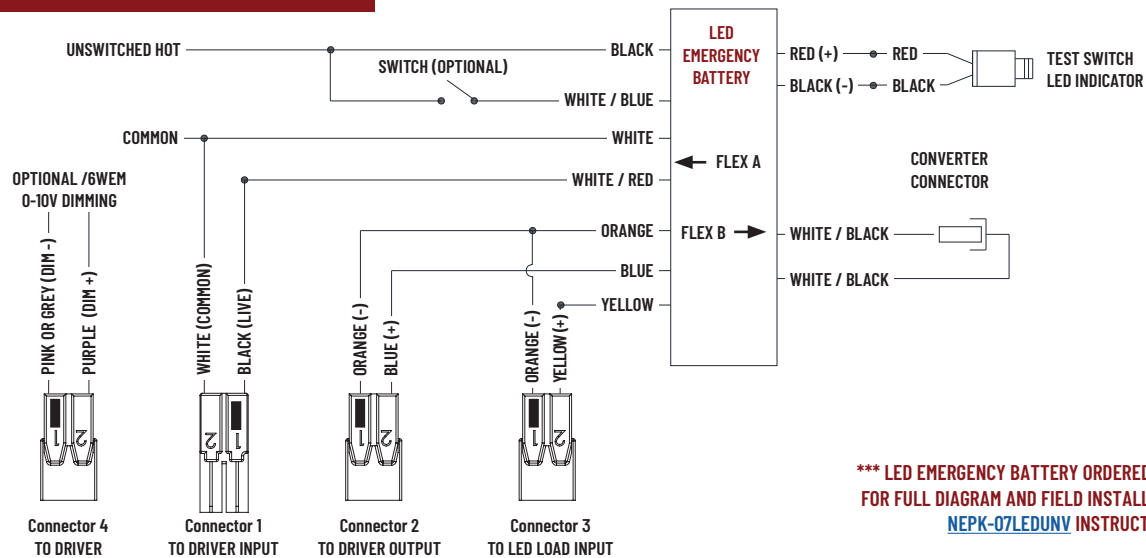 UNSWITCHED HOT
BLACK
SWITCH (OPTIONAL)
WHITE / BLUE
COMMON
WHITE
FLEX A
WHITE / RED
OPTIONAL /6WEM
0-10V DIMMING
ORANGE
FLEX B
BLUE
YELLOW
LED
EMERGENCY
BATTERY
RED (+)
RED
BLACK (-)
BLACK
TEST SWITCH
LED INDICATOR
CONVERTER
CONNECTOR
WHITE / BLACK
WHITE / BLACK
PINK OR GREY (DIM -)
PURPLE (DIM +)
WHITE (COMMON)
BLACK (LIVE)
ORANGE (-)
BLUE (+)
ORANGE (-)
YELLOW (+)
1 2
2 1
1 2
1 2
Connector 4
TO DRIVER
Connector 1
TO DRIVER INPUT
Connector 2
TO DRIVER OUTPUT
Connector 3
TO LED LOAD INPUT
*** LED EMERGENCY BATTERY ORDERED
FOR FULL DIAGRAM AND FIELD INSTALL
NEPK-07LEDUNV INSTRUCT